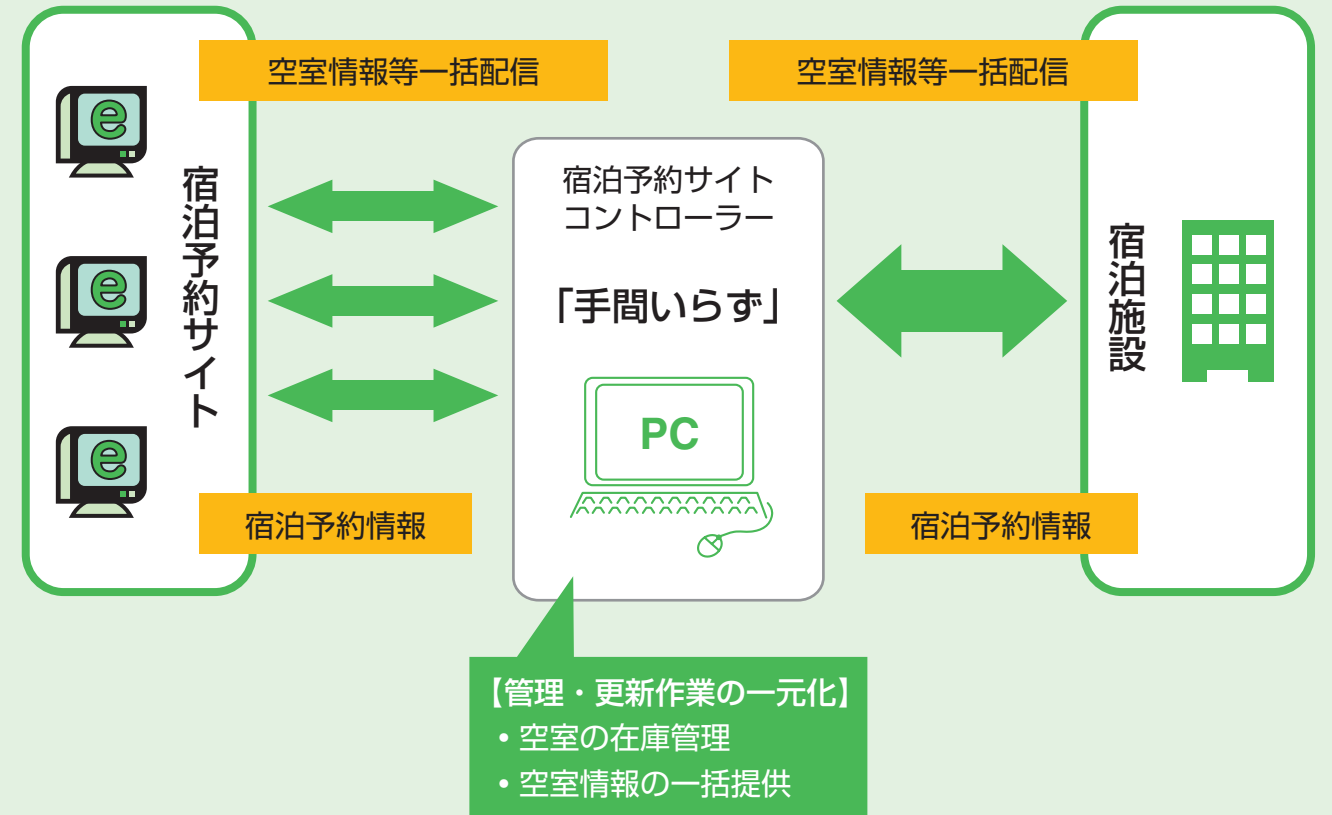 空室情報等一括配信
空室情報等一括配信
e
e
e
宿泊予約サイト
宿泊予約サイト
コントローラー
「手間いらず」
PC
宿泊施設
宿泊予約情報
宿泊予約情報
【管理・更新作業の一元化】
・空室の在庫管理
・空室情報の一括提供